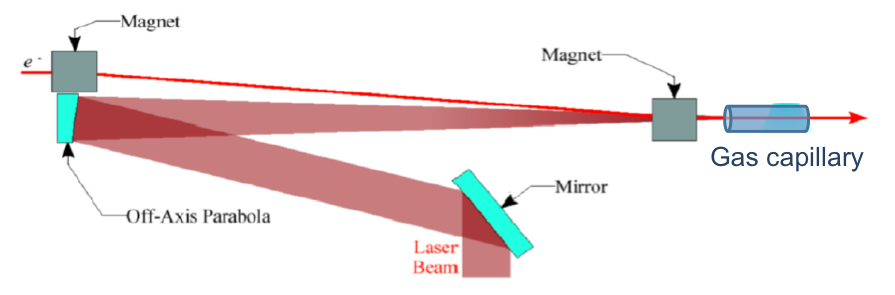 Magnet
e-
Magnet
Gas capillary
Mirror
Off-Axis Parabola
Laser
Beam